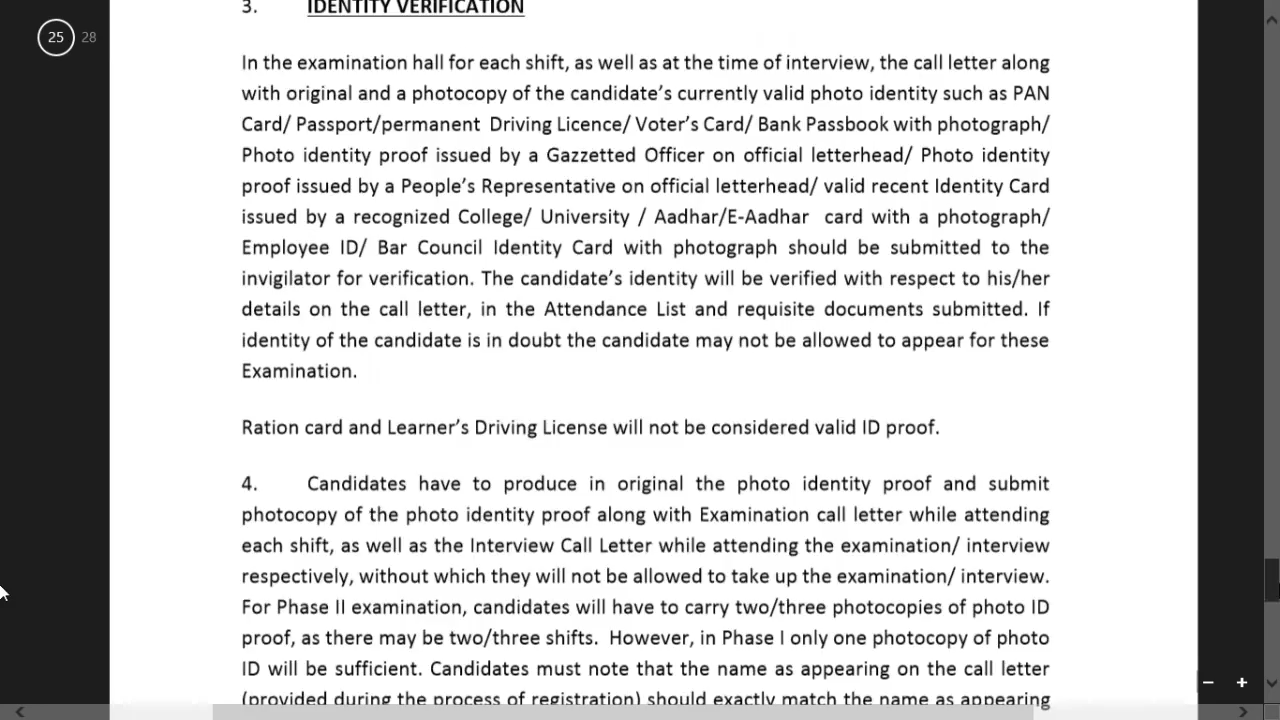 3. IDENTITY VERIFICATION
25 28
In the examination hall for each shift, as well as at the time of interview, the call letter along
with original and a photocopy of the candidate’s currently valid photo identity such as PAN
Card/ Passport/permanent Driving Licence/ Voter’s Card/ Bank Passbook with photograph/
Photo identity proof issued by a Gazzetted Officer on official letterhead/ Photo identity
proof issued by a People’s Representative on official letterhead/ valid recent Identity Card
issued by a recognized College/ University / Aadhar/E-Aadhar card with a photograph/
Employee ID/ Bar Council Identity Card with photograph should be submitted to the
invigilator for verification. The candidate’s identity will be verified with respect to his/her
details on the call letter, in the Attendance List and requisite documents submitted. If
identity of the candidate is in doubt the candidate may not be allowed to appear for these
Examination.
Ration card and Learner’s Driving License will not be considered valid ID proof.
4. Candidates have to produce in original the photo identity proof and submit
photocopy of the photo identity proof along with Examination call letter while attending
each shift, as well as the Interview Call Letter while attending the examination/ interview
respectively, without which they will not be allowed to take up the examination/ interview.
For Phase II examination, candidates will have to carry two/three photocopies of photo ID
proof, as there may be two/three shifts. However, in Phase I only one photocopy of photo
ID will be sufficient. Candidates must note that the name as appearing on the call letter
(provided during the process of registration) should exactly match the name as appearing